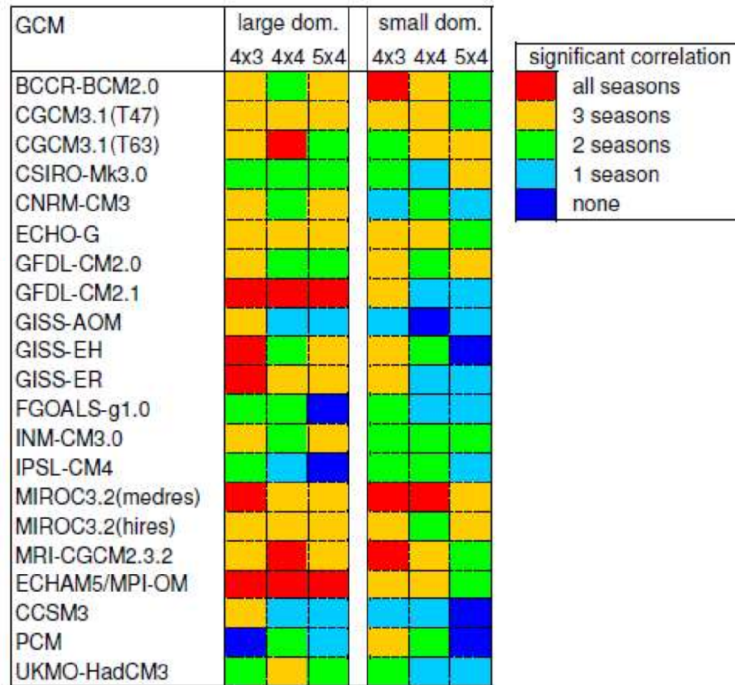 GCM large dom. small dom.
4x3 4x4 5x4 4x3 4x4 5x4
BCCR-BCM2.0
CGCM3.1(T47)
CGCM3.1(T63)
CSIRO-Mk3.0
CNRM-CM3
ECHO-G
GFDL-CM2.0
GFDL-CM2.1
GISS-AOM
GISS-EH
GISS-ER
FGOALS-g1.0
INM-CM3.0
IPSL-CM4
MIROC3.2(medres)
MIROC3.2(hires)
MRI-CGCM2.3.2
ECHAM5/MPI-OM
CCSM3
PCM
UKMO-HadCM3
significant correlation
all seasons
3 seasons
2 seasons
1 season
none